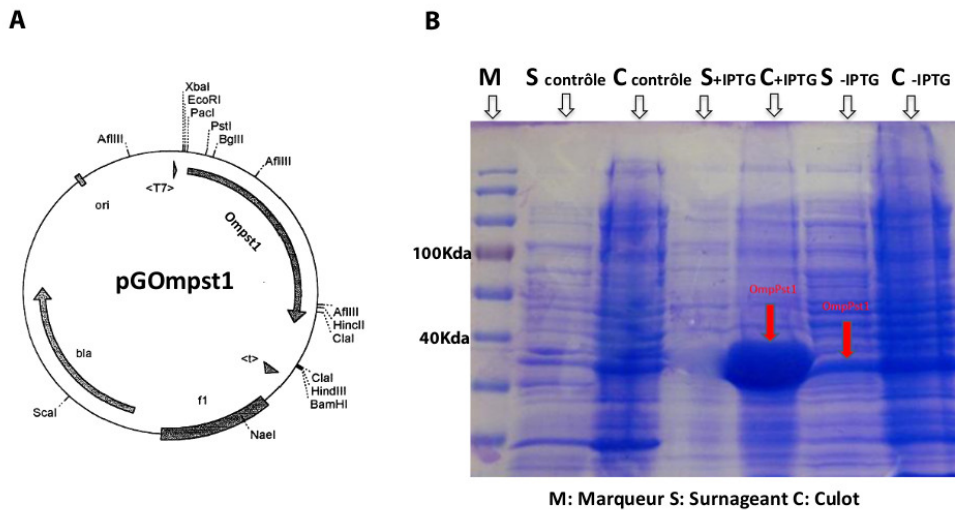 A
XbaI
EcoRI
PacI
PstI
BglII
AflIII
AflIII
<T7>
ori
Ompst1
pGOmpst1
AflIII
HincII
ClaI
<t>
bla
ClaI
HindIII
BamHI
f1
ScaI
NaeI
B
M S contrôle C contrôle S+IPTG C+IPTG S -IPTG C -IPTG
100Kda
OmpPst1
OmpPst1
40Kda
M: Marqueur S: Surnageant C: Culot